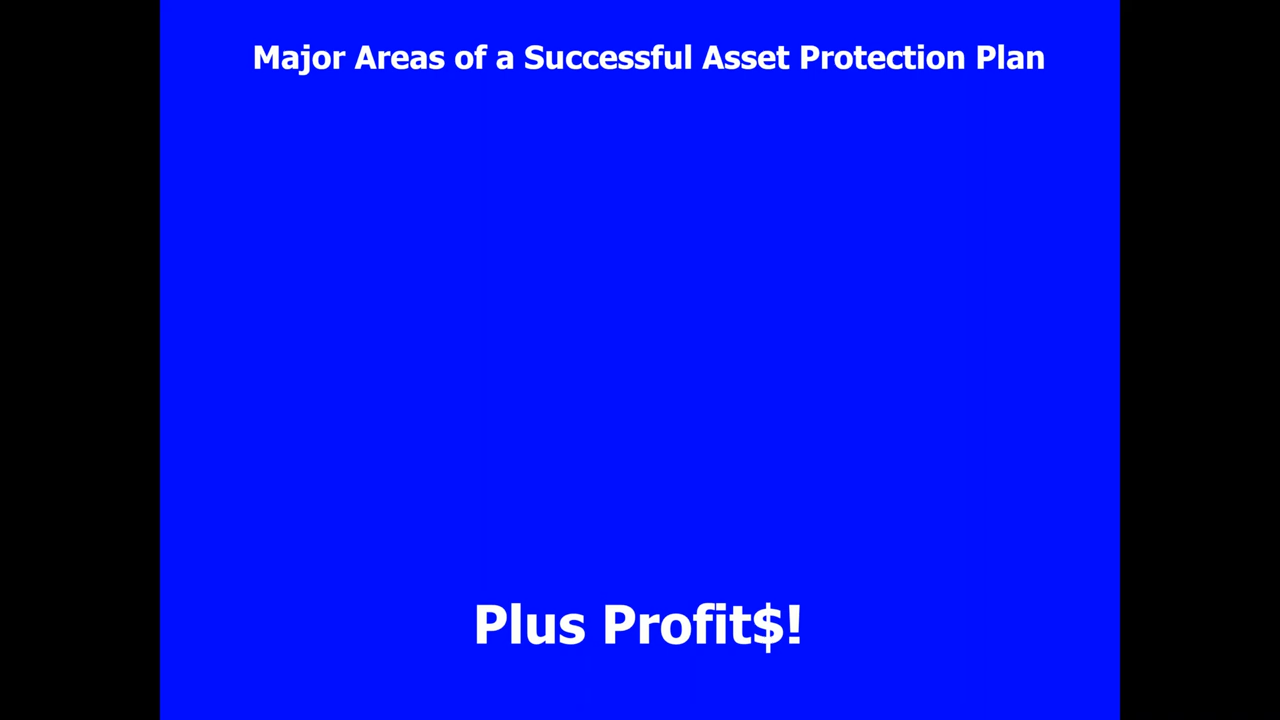 Major Areas of a Successful Asset Protection Plan
Plus Profit$!